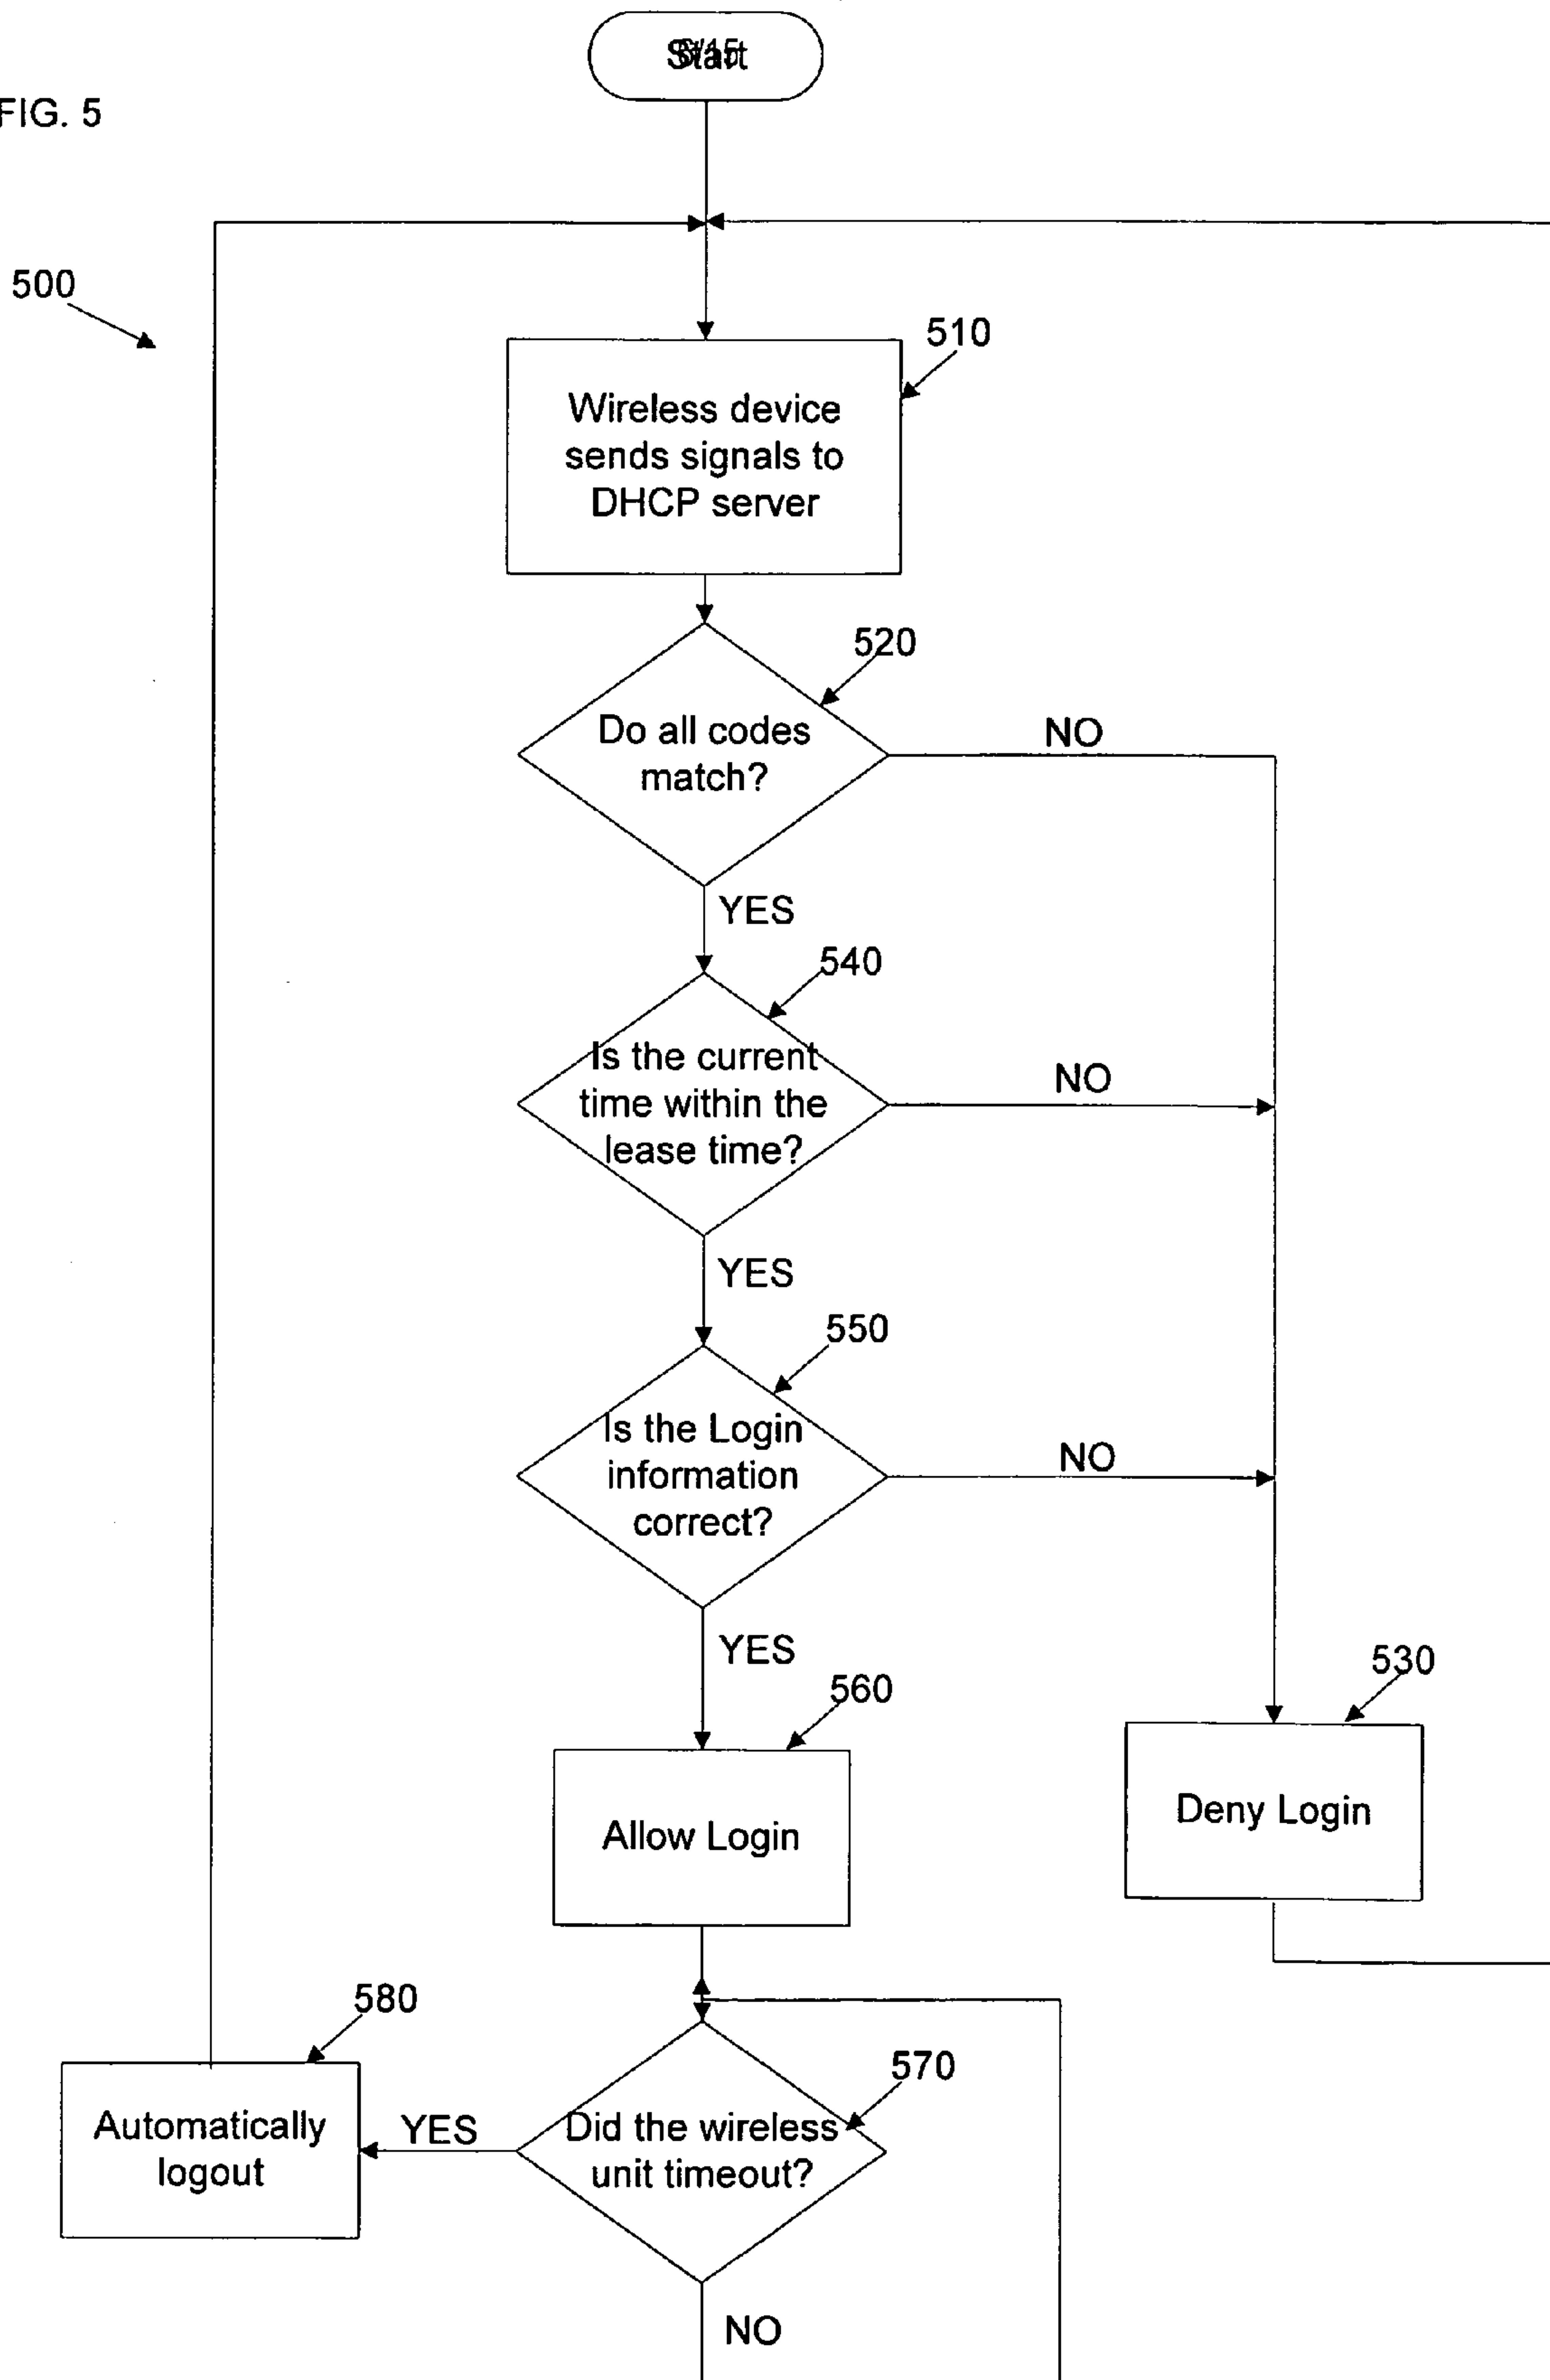 Start
FIG. 5
500
510
Wireless device
sends signals to
DHCP server
520
Do all codes
match?
NO
YES
540
Is the current
time within the
lease time?
NO
YES
550
Is the Login
information
correct?
NO
YES
560
530
Allow Login
Deny Login
580
570
Automatically
logout
YES
Did the wireless
unit timeout?
NO